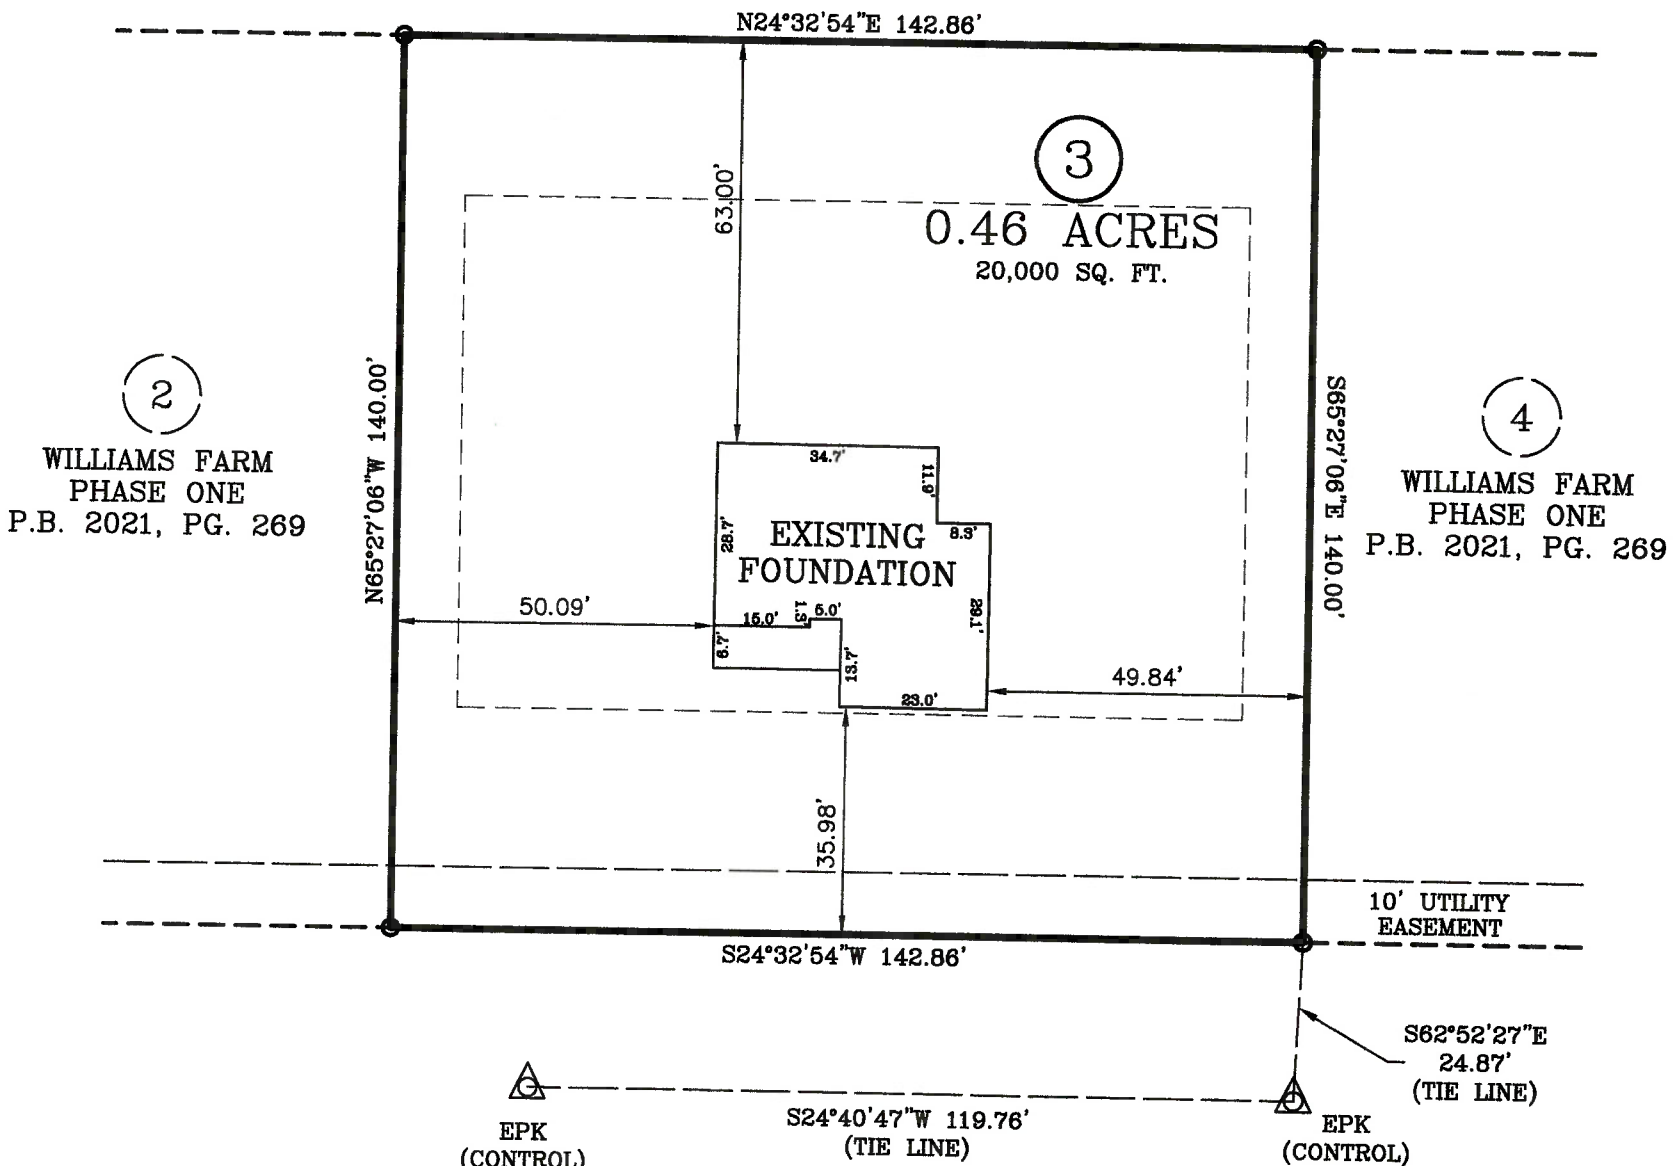 N24°32'54"E 142.86'
3
0.46 ACRES
20,000 SQ. FT.
63.00'
N65°27'06"W 140.00'
S65°27'06"E 140.00'
2
WILLIAMS FARM
PHASE ONE
P.B. 2021, PG. 269
4
WILLIAMS FARM
PHASE ONE
P.B. 2021, PG. 269
34.7'
11.9'
8.3'
28.7'
EXISTING
FOUNDATION
29.1'
50.09'
15.0'
1.3'
5.0'
6.7'
13.7'
23.0'
49.84'
35.98'
10' UTILITY
EASEMENT
S24°32'54"W 142.86'
S62°52'27"E
24.87'
(TIE LINE)
S24°40'47"W 119.76'
(TIE LINE)
EPK
(CONTROL)
EPK
(CONTROL)